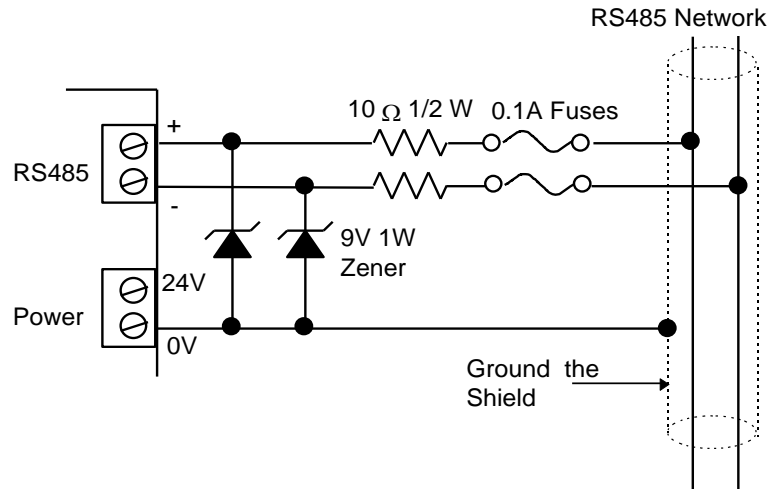 RS485 Network
10 Ω 1/2 W 0.1A Fuses
+
RS485
-
9V 1W
Zener
24V
Power
0V
Ground the
Shield